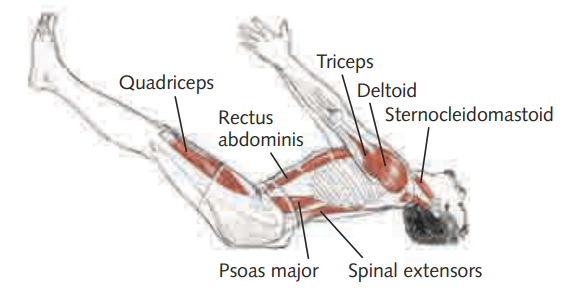 Triceps
Quadriceps
Deltoid
Rectus
abdominis
Sternocleidomastoid
Psoas major
Spinal extensors